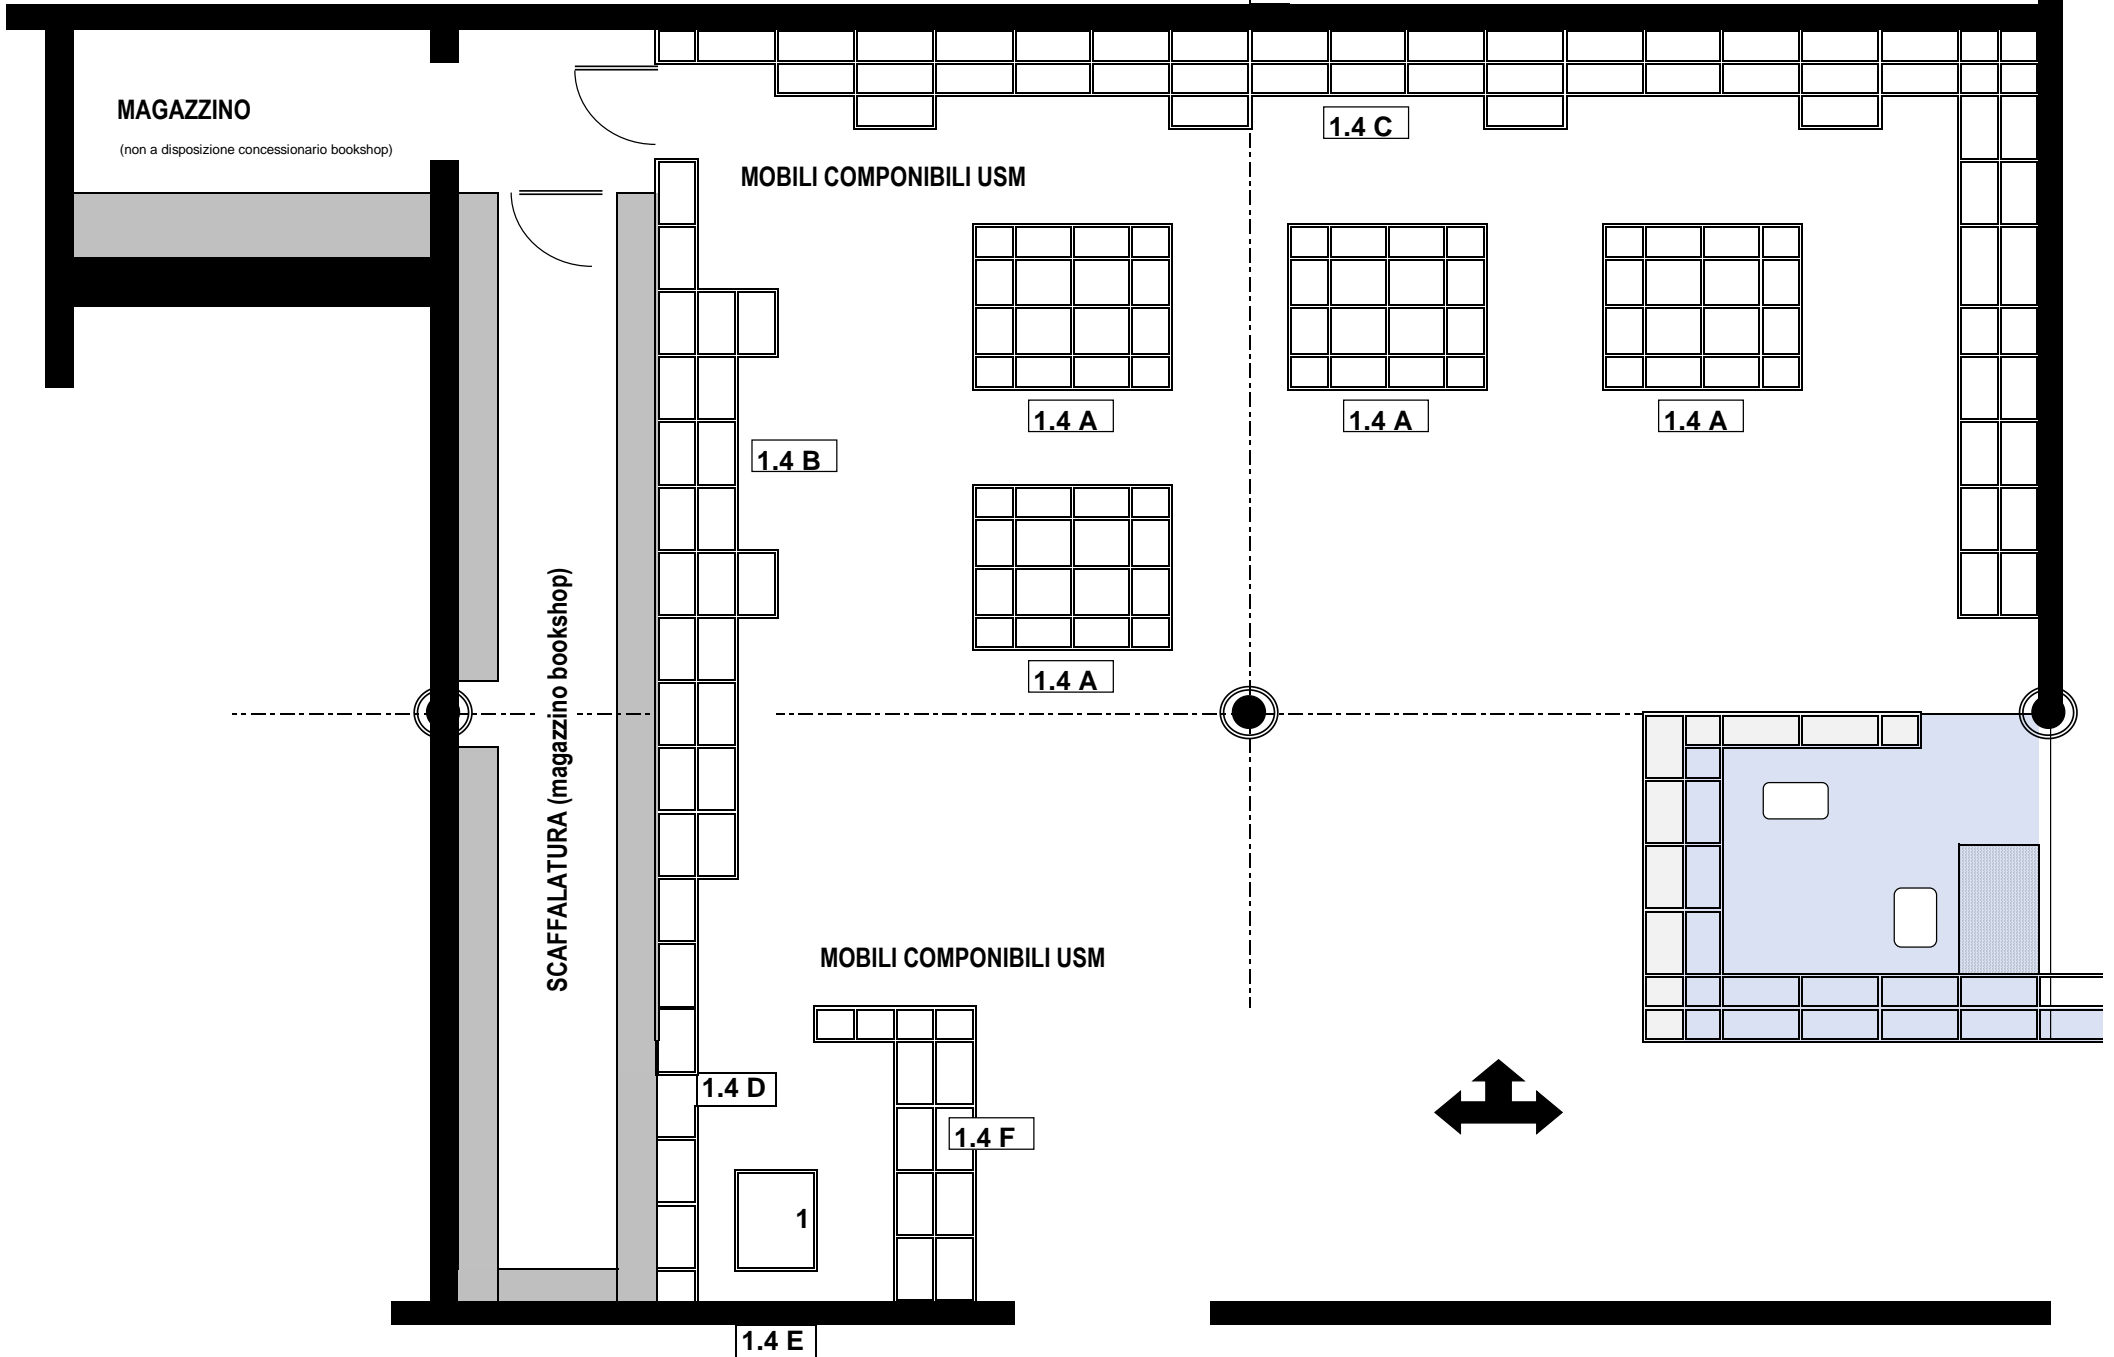 MAGAZZINO
(non a disposizione concessionario bookshop)
1.4 C
MOBILI COMPONIBILI USM
1.4 A
1.4 A
1.4 A
1.4 B
SCAFFALATURA (magazzino bookshop)
1.4 A
MOBILI COMPONIBILI USM
1.4 D
1.4 F
1
1.4 E